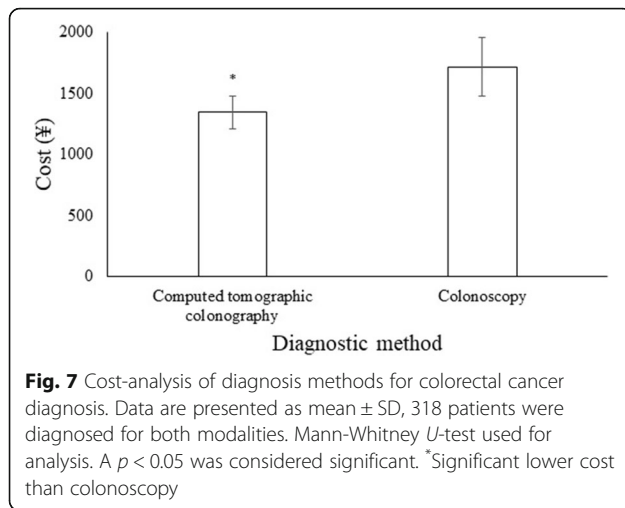 2000
*
1500
1000
500
0
Cost (¥)
Computed tomographic
colonography
Colonoscopy
Diagnostic method
Fig. 7 Cost-analysis of diagnosis methods for colorectal cancer
diagnosis. Data are presented as mean ± SD, 318 patients were
diagnosed for both modalities. Mann-Whitney U-test used for
analysis. A p < 0.05 was considered significant. *Significant lower cost
than colonoscopy